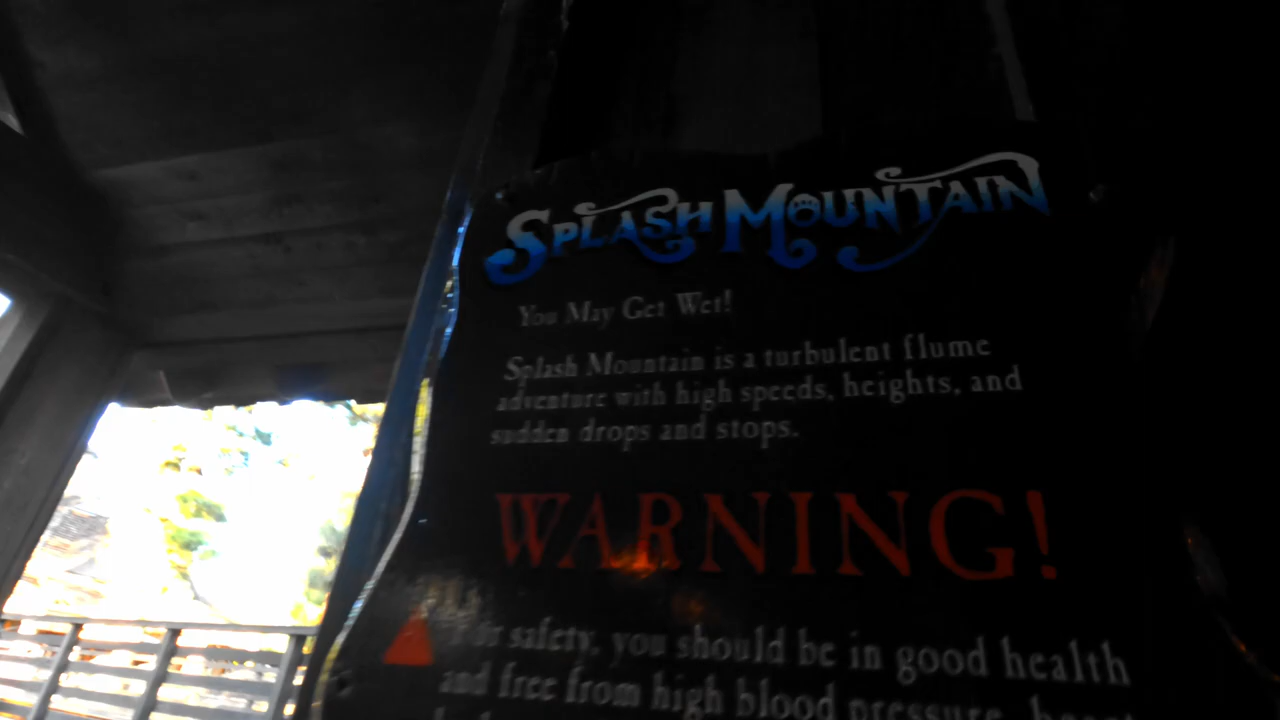 SPLASH MOUNTAIN
You May Get Wet!
Splash Mountain is a turbulent flume
adventure with high speeds, heights, and
sudden drops and stops.
WARNING!
For safety, you should be in good health
and free from high blood pressure, heart